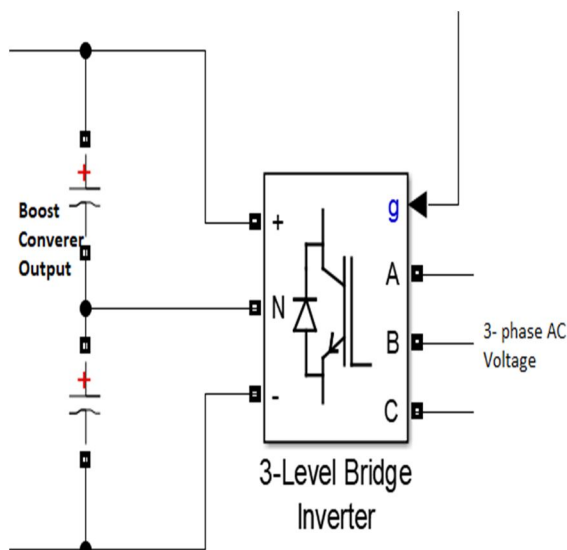 g
+
Boost
Converer
Output
+
A
N
B
3- phase AC
Voltage
+
-
C
3-Level Bridge
Inverter